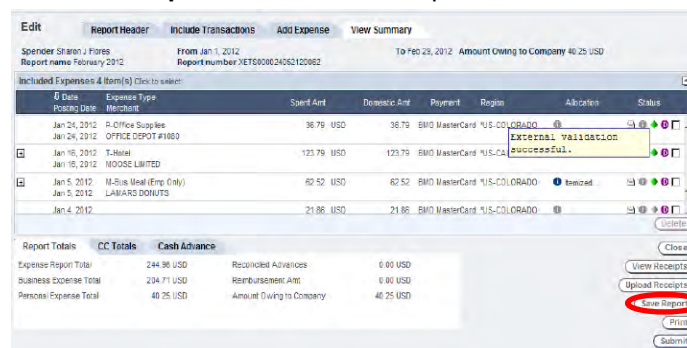 Edit Report Header Include Transactions Add Expense View Summary
Spender Sharon J Flores From Jan 1, 2012 To Feb 29, 2012 Amount Owing to Company 40.25 USD
Report name February 2012 Report number XETS000024062120062
Included Expenses 4 Item(s) Click to select:
Date Expense Type Spent Amt Domestic Amt Payment Region Allocation Status
Posting Date Merchant
Jan 24, 2012 P-Office Supplies 36.79 USD 36.79 BMO MasterCard *US-COLORADO
Jan 24, 2012 OFFICE DEPOT #1080
External validation
successful.
Jan 16, 2012 T-Hotel 123.79 USD 123.79 BMO MasterCard *US-CA
Jan 16, 2012 MOOSE LIMITED
Jan 5, 2012 M-Bus Meal (Emp Only) 62.52 USD 62.52 BMO MasterCard *US-COLORADO Itemized
Jan 5, 2012 LAMARS DONUTS
Jan 4, 2012 21.86 USD 21.86 BMO MasterCard *US-COLORADO
Delete
Report Totals CC Totals Cash Advance
Close
Expense Report Total 244.96 USD Reconciled Advances 0.00 USD
View Receipts
Business Expense Total 204.71 USD Reimbursement Amt 0.00 USD
Upload Receipts
Personal Expense Total 40.25 USD Amount Owing to Company 40.25 USD
Save Report
Print
Submit